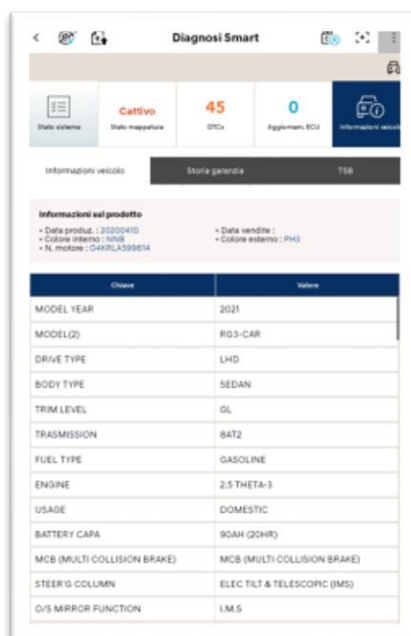 Diagnosi Smart
Stato sistema
Cattivo
Stato mappatura
45
DTCs
0
Aggiornam. ECU
Informazioni veicolo
Informazioni veicolo
Storia garanzia
TSB
Informazioni sul prodotto
• Data produz. : 20200410
• Data vendite :
• Colore interno : NNB
• Colore esterno : PH3
• N. motore : G4KRLA599614
Chiave Valore
MODEL YEAR 2021
MODEL(2) RG3-CAR
DRIVE TYPE LHD
BODY TYPE SEDAN
TRIM LEVEL GL
TRASMISSION 8AT2
FUEL TYPE GASOLINE
ENGINE 2.5 THETA-3
USAGE DOMESTIC
BATTERY CAPA 90AH (20HR)
MCB (MULTI COLLISION BRAKE) MCB (MULTI COLLISION BRAKE)
STEER'G COLUMN ELEC TILT & TELESCOPIC (IMS)
O/S MIRROR FUNCTION I.M.S